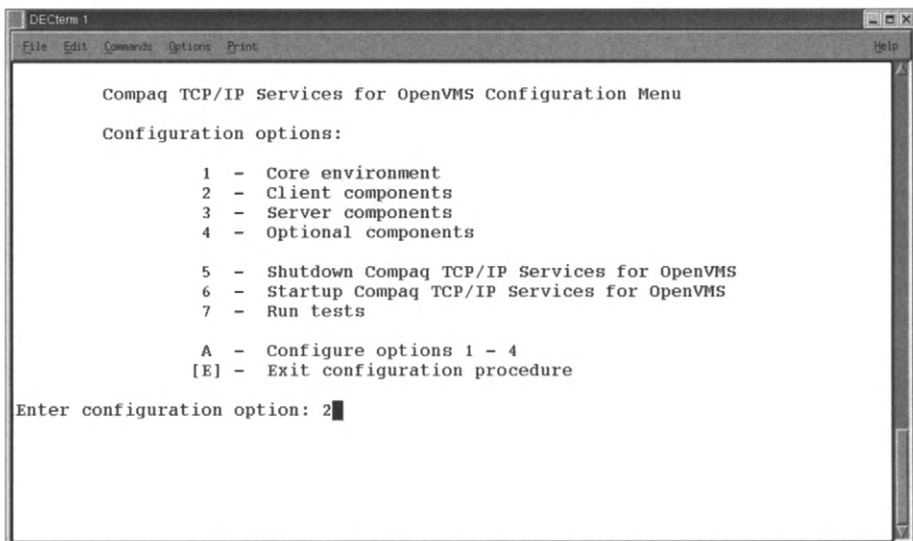 DECterm 1
File Edit Commands Options Print Help
Compaq TCP/IP Services for OpenVMS Configuration Menu
Configuration options:
1 - Core environment
2 - Client components
3 - Server components
4 - Optional components
5 - Shutdown Compaq TCP/IP Services for OpenVMS
6 - Startup Compaq TCP/IP Services for OpenVMS
7 - Run tests
A - Configure options 1 - 4
[E] - Exit configuration procedure
Enter configuration option: 2